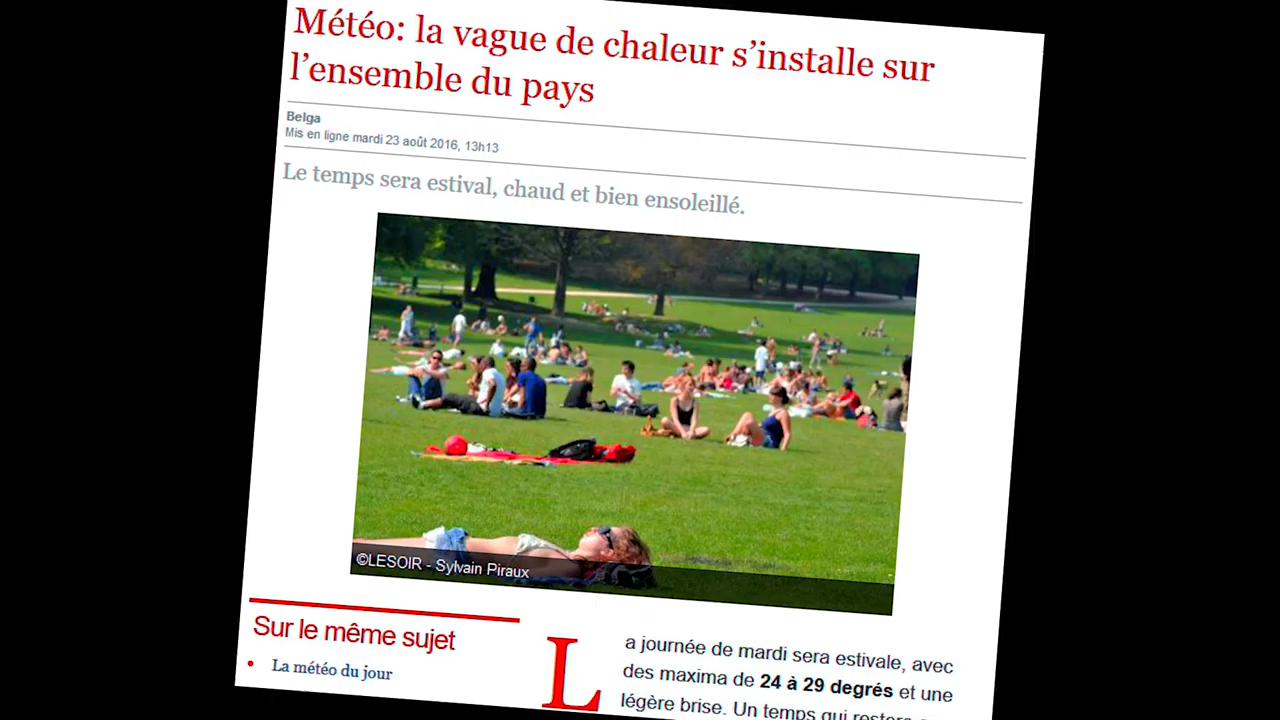 Météo: la vague de chaleur s’installe sur
l’ensemble du pays
Belga
Mis en ligne mardi 23 août 2016, 13h13
Le temps sera estival, chaud et bien ensoleillé.
©LESOIR - Sylvain Piraux
Sur le même sujet
La météo du jour
La journée de mardi sera estivale, avec
des maxima de 24 à 29 degrés et une
légère brise. Un temps qui